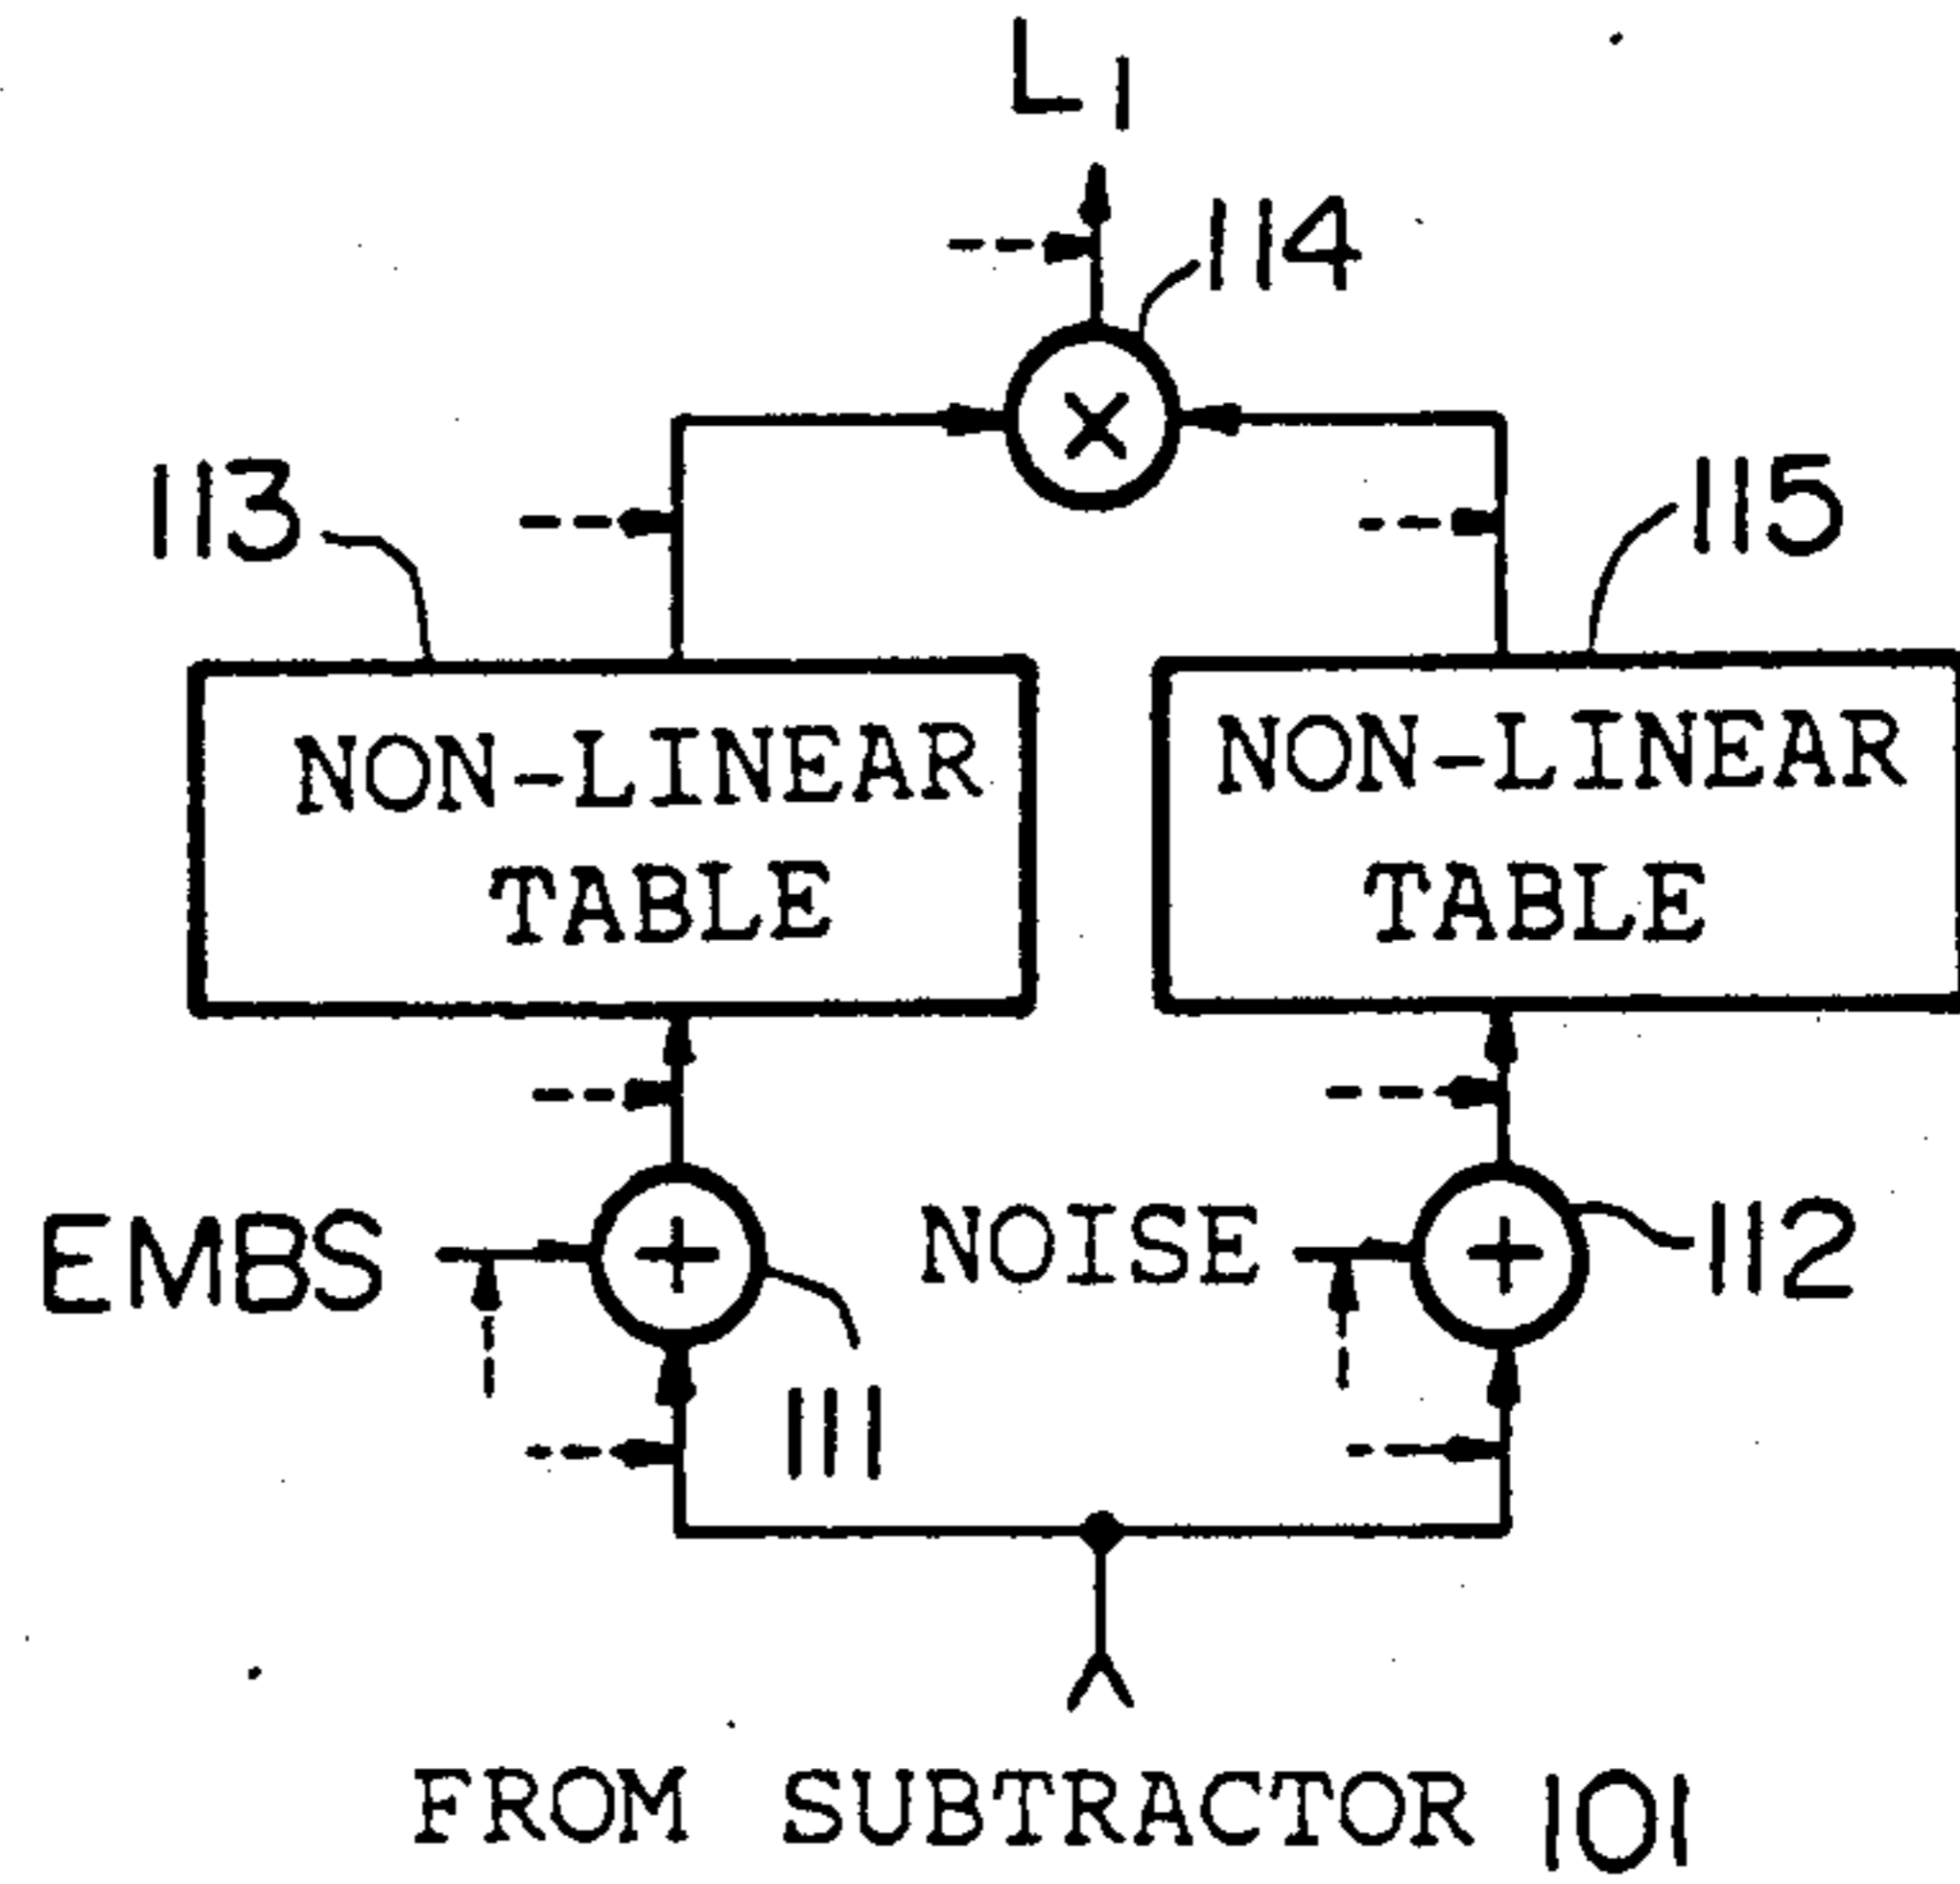 L1
114
113
115
NON-LINEAR
TABLE
NON-LINEAR
TABLE
EMBS
NOISE
112
111
FROM SUBTRACTOR 101